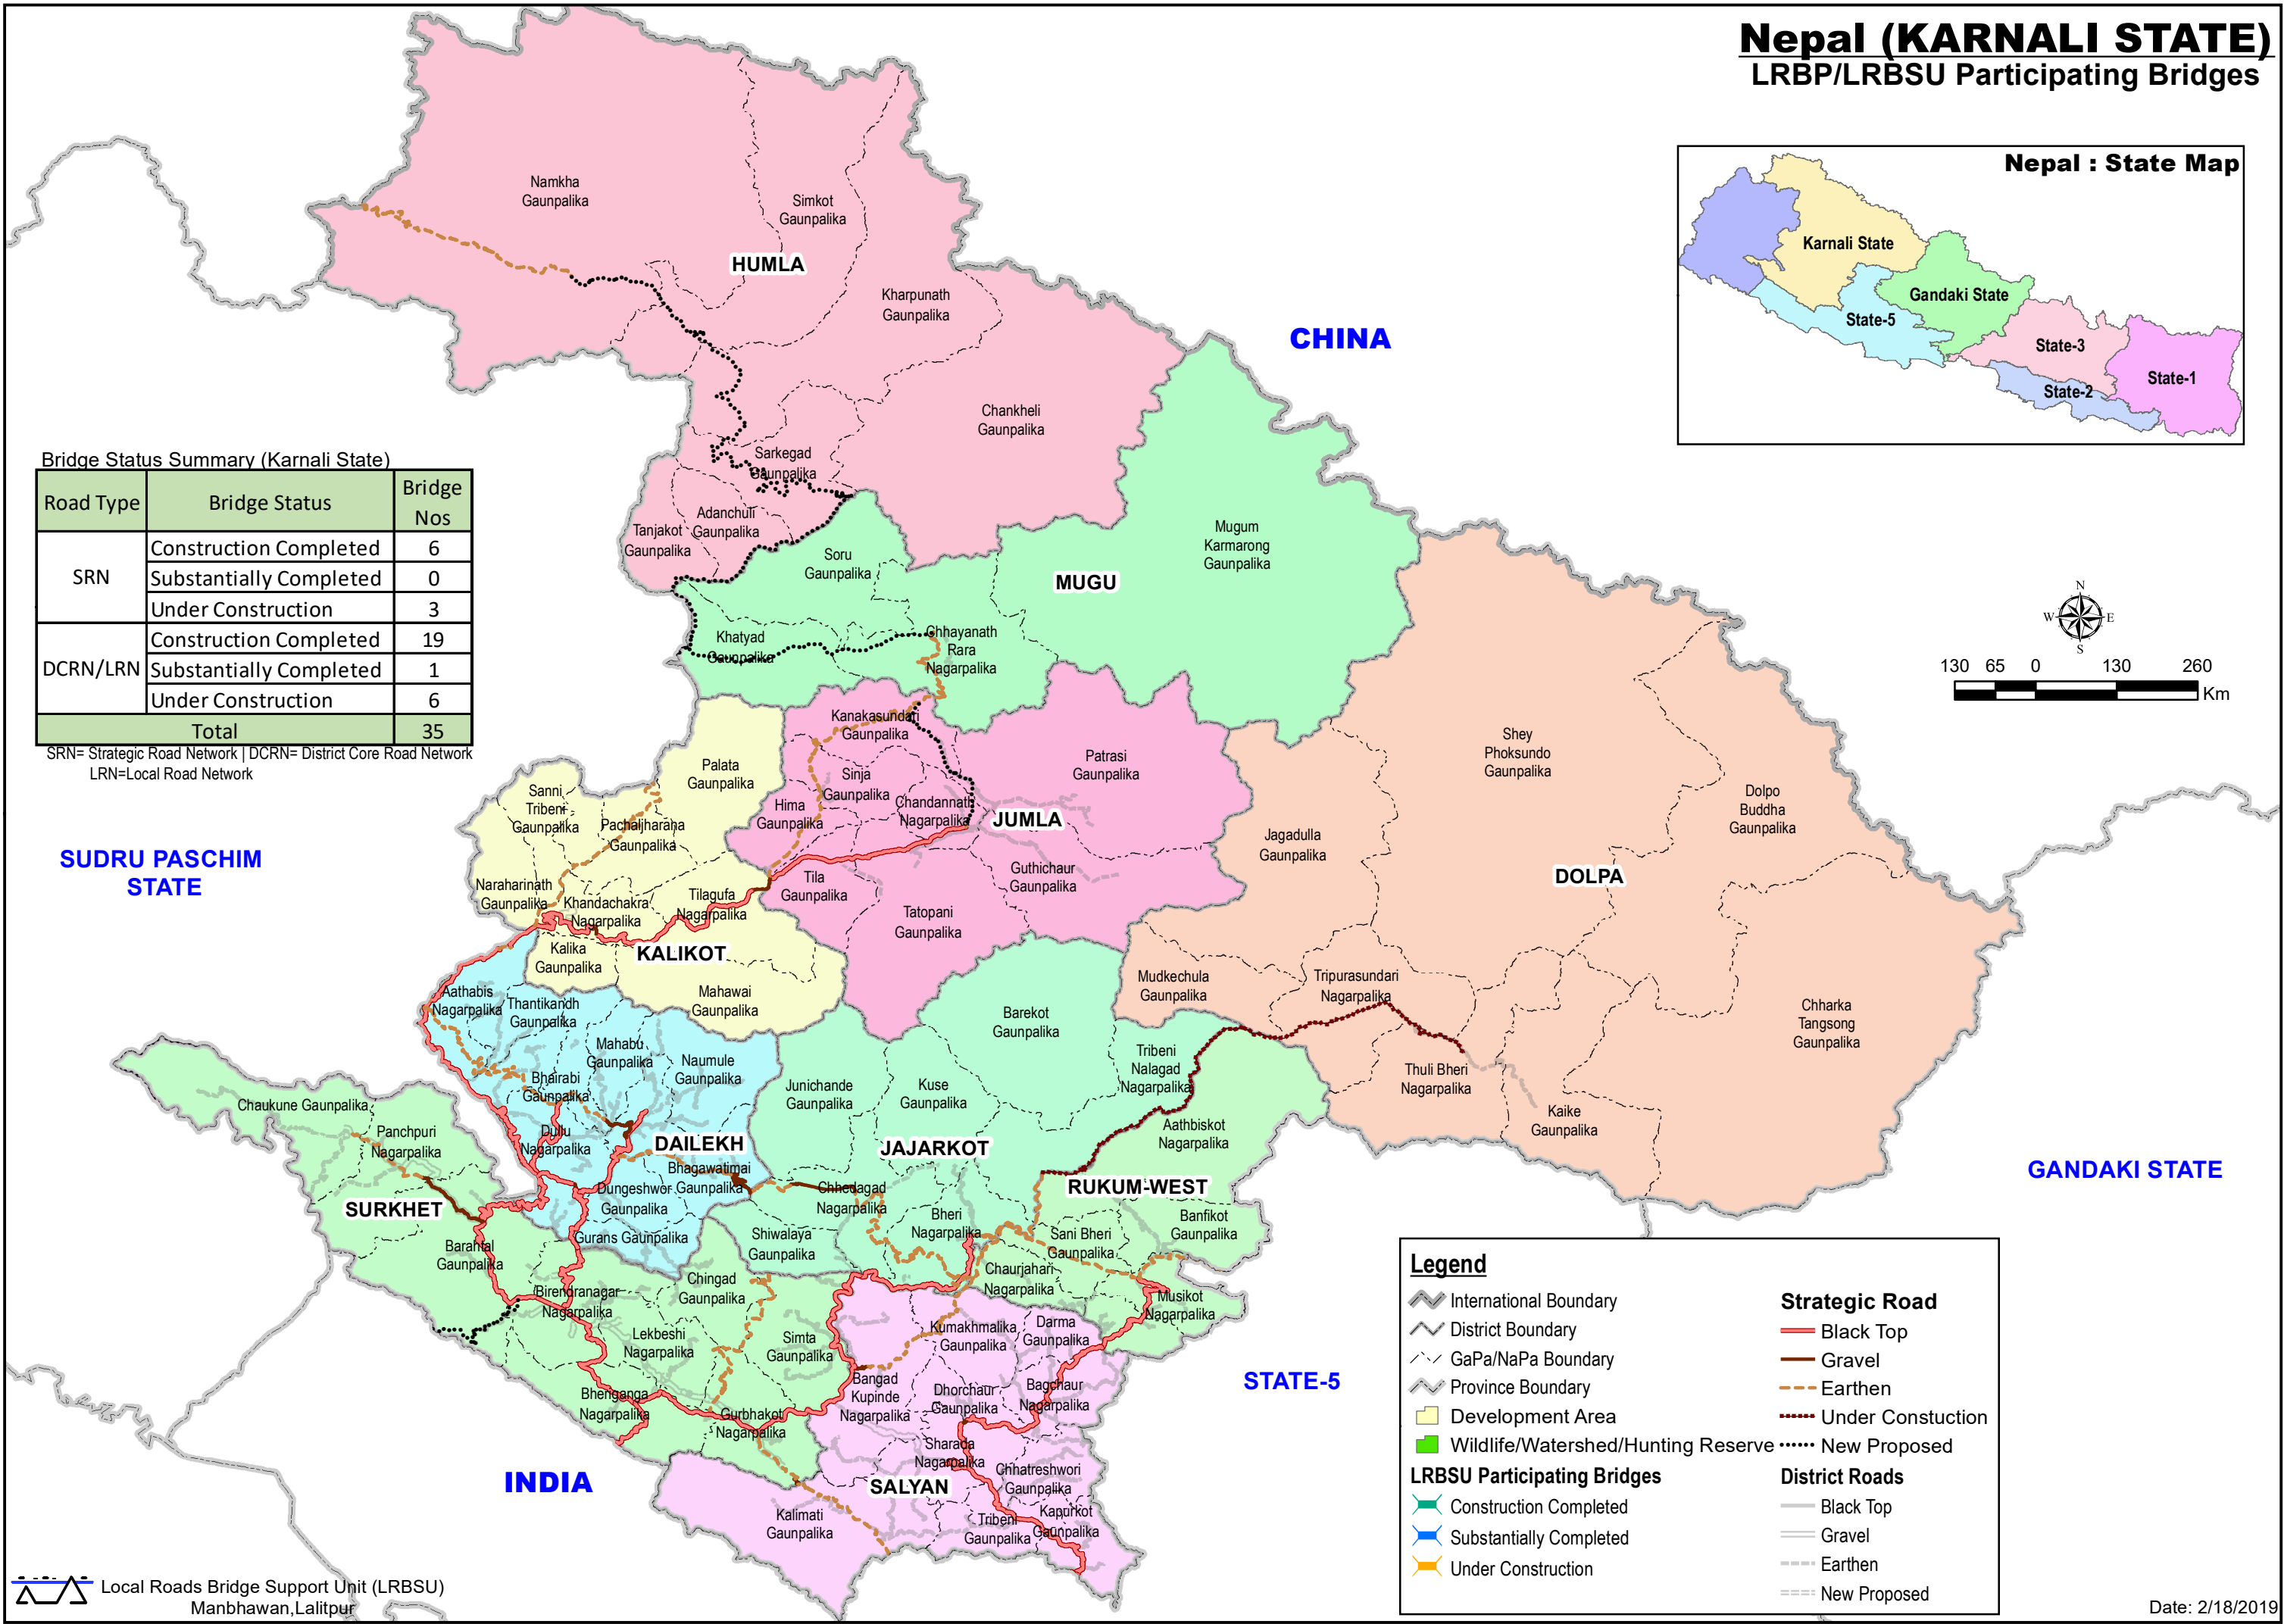 Nepal (KARNALI STATE)
LRBP/LRBSU Participating Bridges
Nepal : State Map
Karnali State
Gandaki State
State-5
State-3
State-1
State-2
Namkha
Gaunpalika
Simkot
Gaunpalika
HUMLA
Kharpunath
Gaunpalika
CHINA
Chankheli
Gaunpalika
Sarkegad
Gaunpalika
Adanchuli
Gaunpalika
Tanjakot
Gaunpalika
Bridge Status Summary (Karnali State)
Road Type Bridge Status Bridge
Nos
SRN
Construction Completed 6
Substantially Completed 0
Under Construction 3
DCRN/LRN
Construction Completed 19
Substantially Completed 1
Under Construction 6
Total 35
SRN= Strategic Road Network | DCRN= District Core Road Network
LRN=Local Road Network
Soru
Gaunpalika
Mugum
Karmarong
Gaunpalika
MUGU
Khatyad
Gaunpalika
Chhayanath
Rara
Nagarpalika
N
W E
S
130 65 0 130 260
Km
Kanakasundari
Gaunpalika
Patrasi
Gaunpalika
Sinja
Gaunpalika
Hima
Gaunpalika
Chandannath
Nagarpalika
JUMLA
Guthichaur
Gaunpalika
Tila
Gaunpalika
Tatopani
Gaunpalika
Palata
Gaunpalika
Sanni
Tribeni
Gaunpalika
Pachaljharana
Gaunpalika
Naraharinath
Gaunpalika
Khandachakra
Nagarpalika
Tilagufa
Nagarpalika
KALIKOT
Kalika
Gaunpalika
Mahawai
Gaunpalika
SUDRU PASCHIM
STATE
Shey
Phoksundo
Gaunpalika
Dolpo
Buddha
Gaunpalika
Jagadulla
Gaunpalika
DOLPA
Mudkechula
Gaunpalika
Tripurasundari
Nagarpalika
Chharka
Tangsong
Gaunpalika
Thuli Bheri
Nagarpalika
Kaike
Gaunpalika
GANDAKI STATE
Aathabis
Nagarpalika
Thantikandh
Gaunpalika
Mahabu
Gaunpalika
Naumule
Gaunpalika
Bhairabi
Gaunpalika
Dullu
Nagarpalika
DAILEKH
Bhagawatimai
Gaunpalika
Dungeshwor
Gaunpalika
Gurans Gaunpalika
Barekot
Gaunpalika
Tribeni
Nalagad
Nagarpalika
Junichande
Gaunpalika
Kuse
Gaunpalika
JAJARKOT
Chhedagad
Nagarpalika
Bheri
Nagarpalika
Shiwalaya
Gaunpalika
Aathbiskot
Nagarpalika
RUKUM-WEST
Banfikot
Gaunpalika
Sani Bheri
Gaunpalika
Chaurjahari
Nagarpalika
Musikot
Nagarpalika
Chaukune Gaunpalika
Panchpuri
Nagarpalika
SURKHET
Barahtal
Gaunpalika
Birendranagar
Nagarpalika
Chingad
Gaunpalika
Lekbeshi
Nagarpalika
Simta
Gaunpalika
Bhenganga
Nagarpalika
Gurbhakot
Nagarpalika
Kumakhmalika
Gaunpalika
Darma
Gaunpalika
Bangad
Kupinde
Nagarpalika
Dhorchaur
Gaunpalika
Bagchaur
Nagarpalika
Sharada
Nagarpalika
SALYAN
Chhatreshwori
Gaunpalika
Kalimati
Gaunpalika
Tribeni
Gaunpalika
Kapurkot
Gaunpalika
STATE-5
INDIA
Legend
International Boundary
District Boundary
GaPa/NaPa Boundary
Province Boundary
Development Area
Wildlife/Watershed/Hunting Reserve
LRBSU Participating Bridges
Construction Completed
Substantially Completed
Under Construction
Strategic Road
Black Top
Gravel
Earthen
Under Constuction
New Proposed
District Roads
Black Top
Gravel
Earthen
New Proposed
Local Roads Bridge Support Unit (LRBSU)
Manbhawan,Lalitpur
Date: 2/18/2019